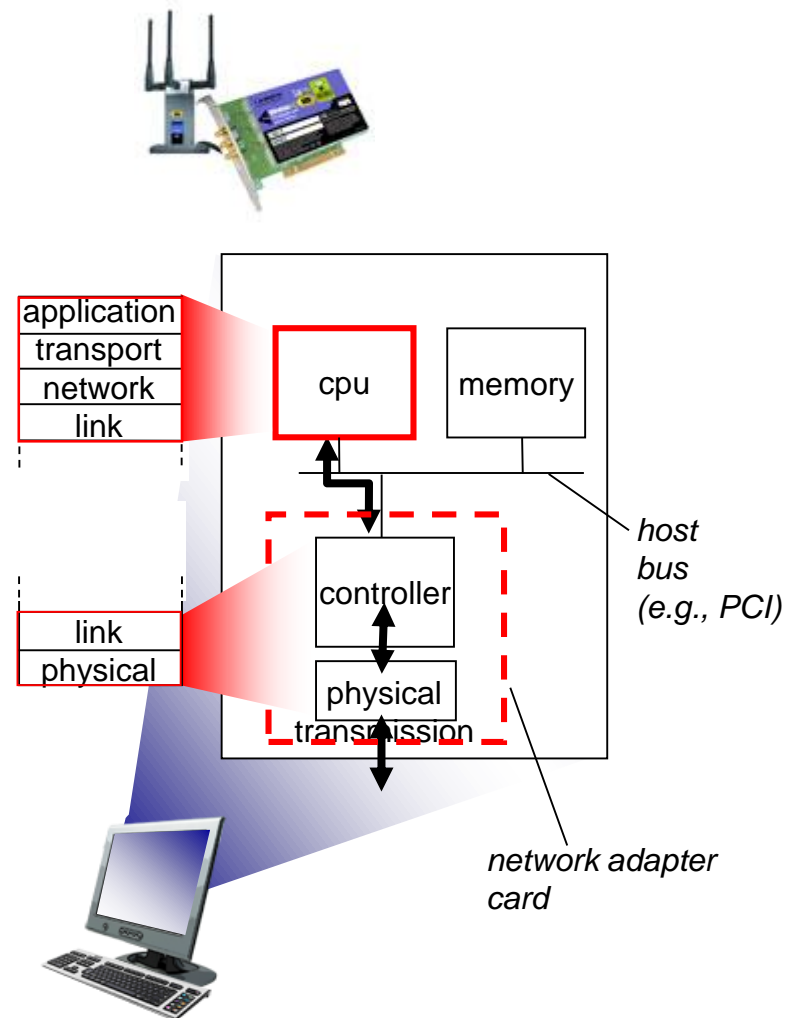 application
transport
network
link
cpu
memory
host
bus
(e.g., PCI)
controller
link
physical
physical
transmission
network adapter
card